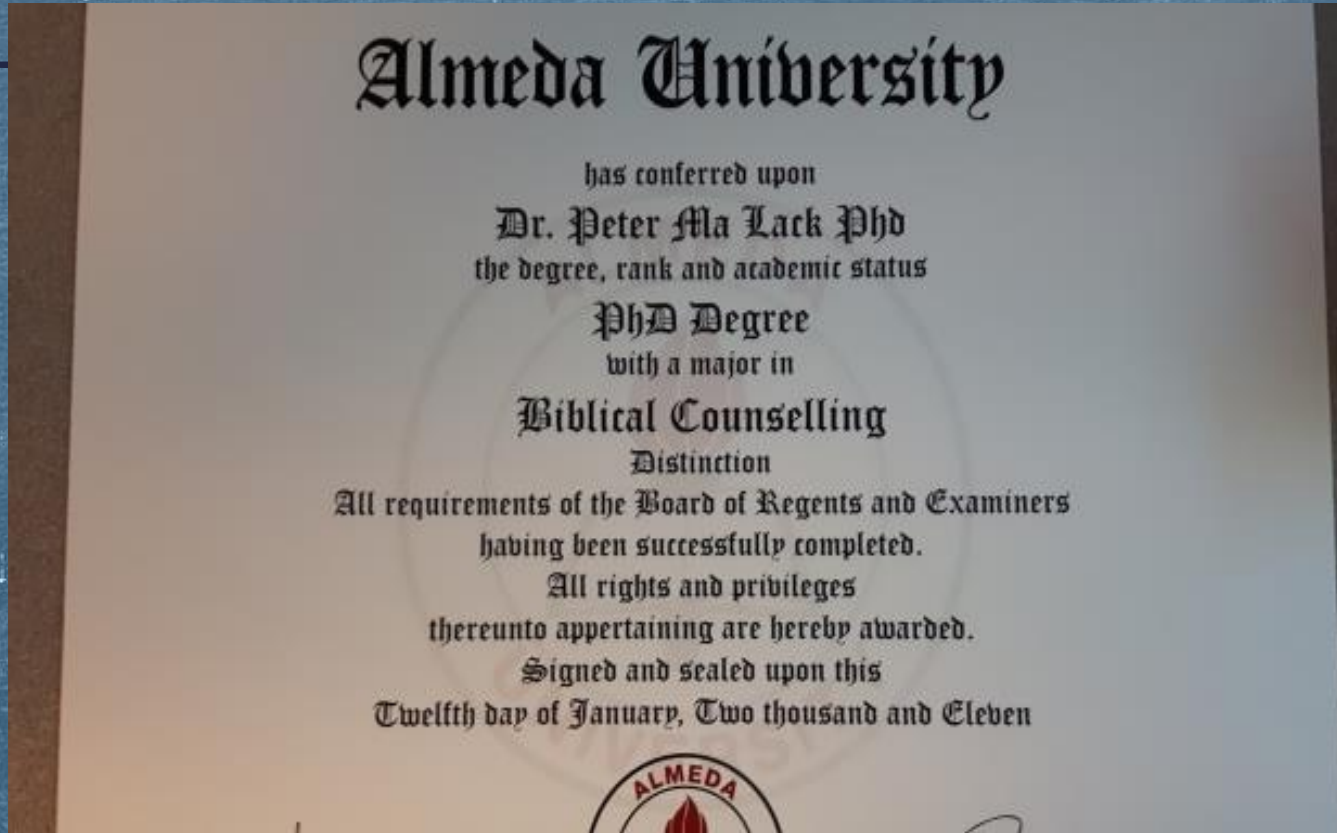 Almeda University
has conferred upon
Dr. Peter Ma Lack Phd
the degree, rank and academic status
PhD Degree
with a major in
Biblical Counselling
Distinction
All requirements of the Board of Regents and Examiners
having been successfully completed.
All rights and privileges
thereunto appertaining are hereby awarded.
Signed and sealed upon this
Twelfth day of January, Two thousand and Eleven
ALMEDA